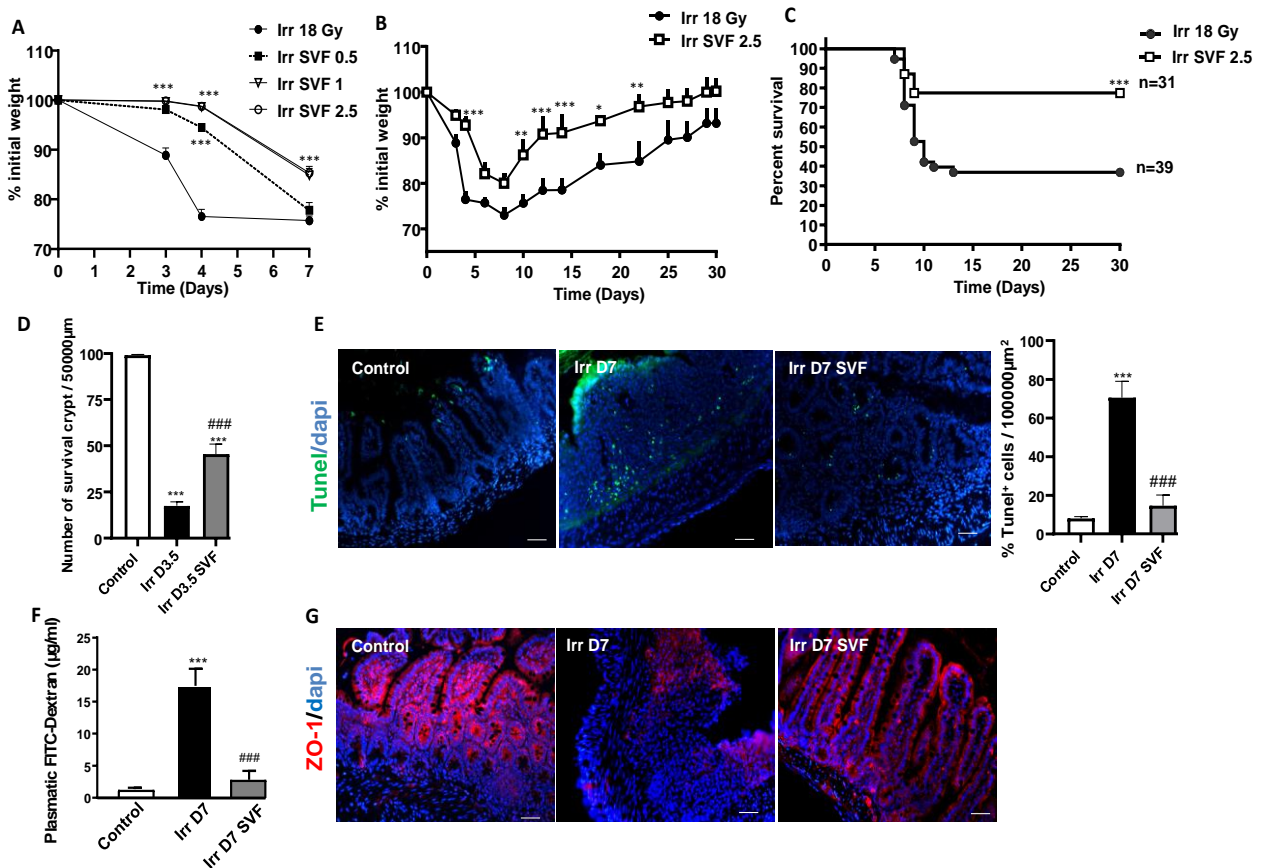 A
% initial weight
110
100
90
80
70
0 1 2 3 4 5 6 7
Time (Days)
***
***
***
***
Irr 18 Gy
Irr SVF 0.5
Irr SVF 1
Irr SVF 2.5
B
% initial weight
110
100
90
80
70
0 5 10 15 20 25 30
Time (Days)
***
**
***
***
*
**
Irr 18 Gy
Irr SVF 2.5
C
Percent survival
100
90
80
70
60
50
40
30
20
10
0
0 5 10 15 20 25 30
Time (Days)
Irr 18 Gy
Irr SVF 2.5
***
n=31
n=39
D
Number of survival crypt / 50000µm
100
75
50
25
0
***
###
***
Control
Irr D3.5
Irr D3.5 SVF
E
Tunel/dapi
Control
Irr D7
Irr D7 SVF
% Tunel⁺ cells / 100000µm²
100
80
60
40
20
0
***
###
Control
Irr D7
Irr D7 SVF
F
Plasmatic FITC-Dextran (µg/ml)
25
20
15
10
5
0
***
###
Control
Irr D7
Irr D7 SVF
G
ZO-1/dapi
Control
Irr D7
Irr D7 SVF